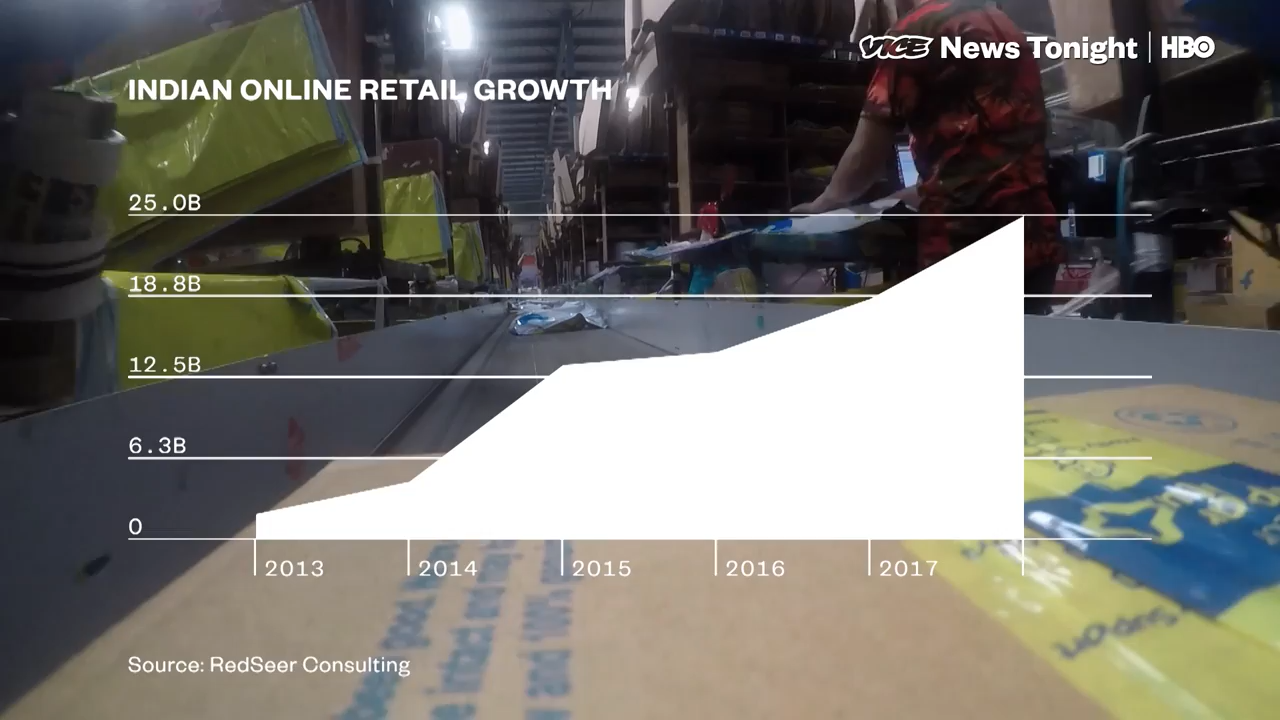 VICE News Tonight | HBO
INDIAN ONLINE RETAIL GROWTH
25.0B
18.8B
12.5B
6.3B
0
2013 2014 2015 2016 2017
Source: RedSeer Consulting